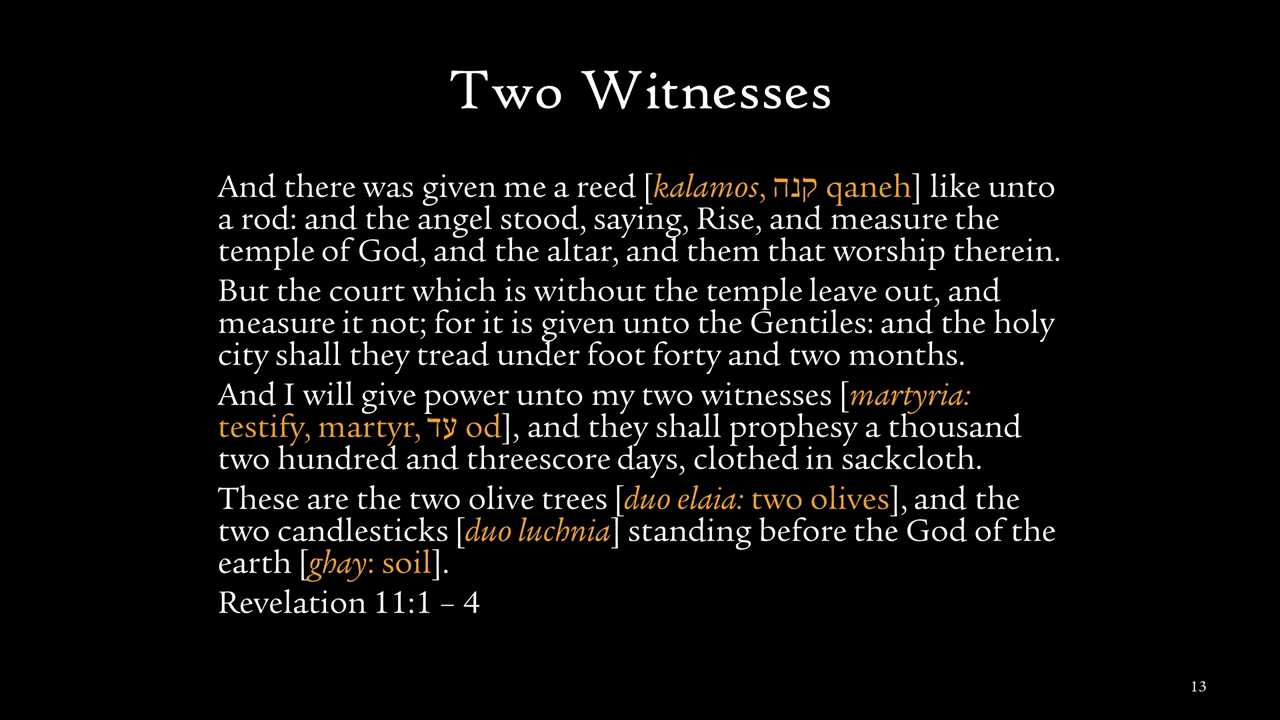 Two Witnesses
And there was given me a reed [kalamos, קנה qaneh] like unto
a rod: and the angel stood, saying, Rise, and measure the
temple of God, and the altar, and them that worship therein.
But the court which is without the temple leave out, and
measure it not; for it is given unto the Gentiles: and the holy
city shall they tread under foot forty and two months.
And I will give power unto my two witnesses [martyria:
testify, martyr, עד od], and they shall prophesy a thousand
two hundred and threescore days, clothed in sackcloth.
These are the two olive trees [duo elaia: two olives], and the
two candlesticks [duo luchnia] standing before the God of the
earth [ghay: soil].
Revelation 11:1 – 4
13